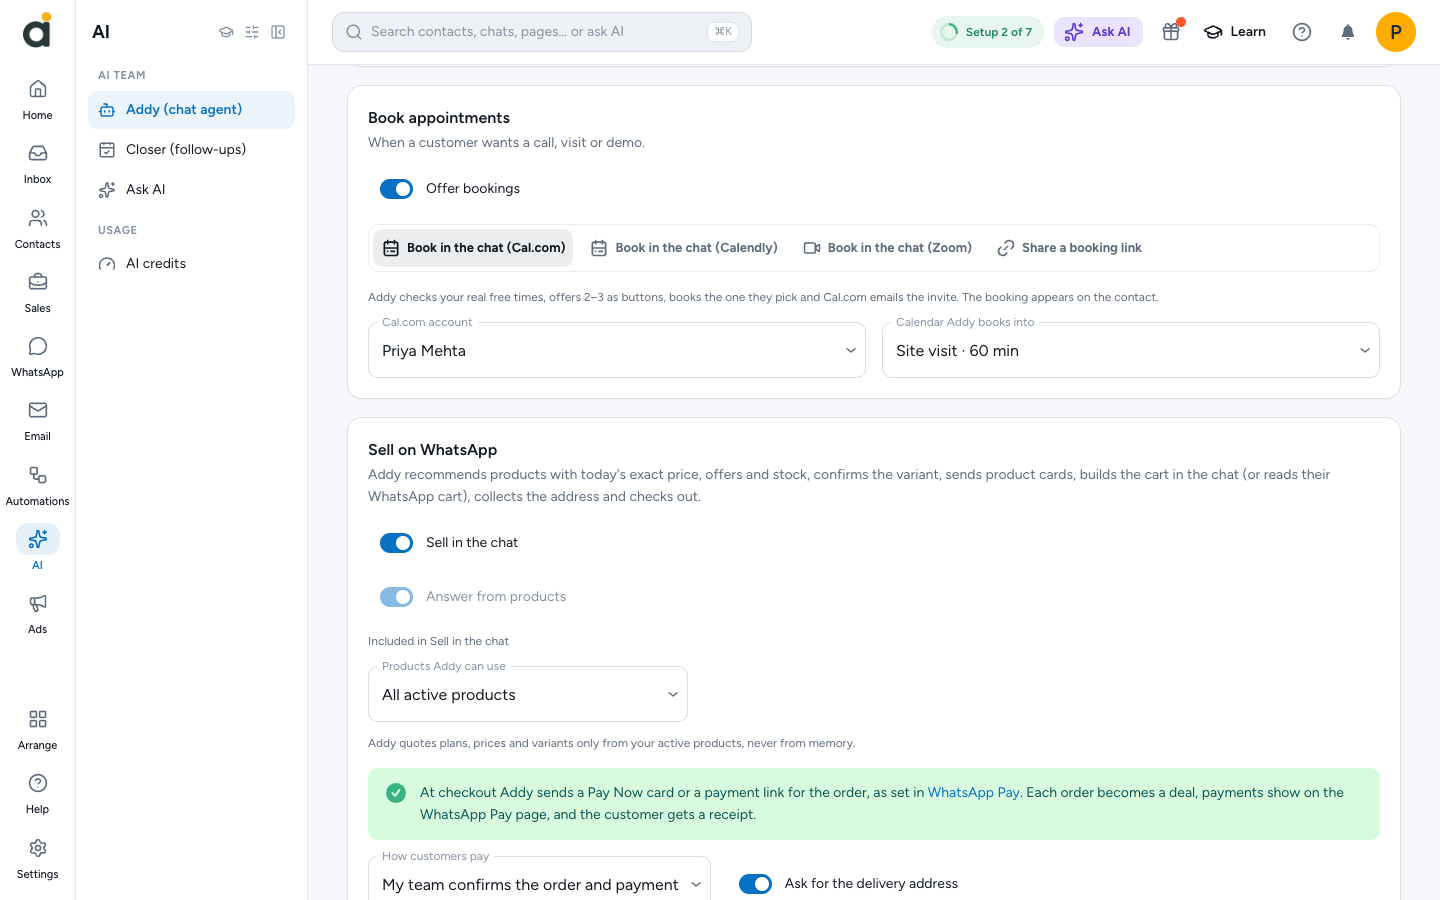 AI
Search contacts, chats, pages... or ask AI
⌘K
Setup 2 of 7
Ask AI
Learn
P
Home
Inbox
Contacts
Sales
WhatsApp
Email
Automations
AI
Ads
Arrange
Help
Settings
AI TEAM
Addy (chat agent)
Closer (follow-ups)
Ask AI
USAGE
AI credits
Book appointments
When a customer wants a call, visit or demo.
Offer bookings
Book in the chat (Cal.com)
Book in the chat (Calendly)
Book in the chat (Zoom)
Share a booking link
Addy checks your real free times, offers 2–3 as buttons, books the one they pick and Cal.com emails the invite. The booking appears on the contact.
Cal.com account
Priya Mehta
Calendar Addy books into
Site visit · 60 min
Sell on WhatsApp
Addy recommends products with today's exact price, offers and stock, confirms the variant, sends product cards, builds the cart in the chat (or reads their
WhatsApp cart), collects the address and checks out.
Sell in the chat
Answer from products
Included in Sell in the chat
Products Addy can use
All active products
Addy quotes plans, prices and variants only from your active products, never from memory.
At checkout Addy sends a Pay Now card or a payment link for the order, as set in WhatsApp Pay. Each order becomes a deal, payments show on the
WhatsApp Pay page, and the customer gets a receipt.
How customers pay
My team confirms the order and payment
Ask for the delivery address